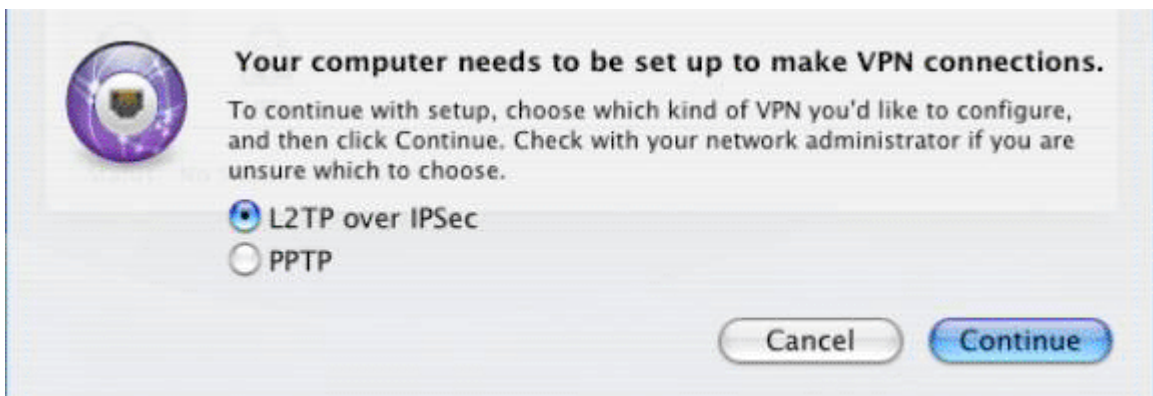 Your computer needs to be set up to make VPN connections.
To continue with setup, choose which kind of VPN you'd like to configure,
and then click Continue. Check with your network administrator if you are
unsure which to choose.
L2TP over IPSec
PPTP
Cancel
Continue